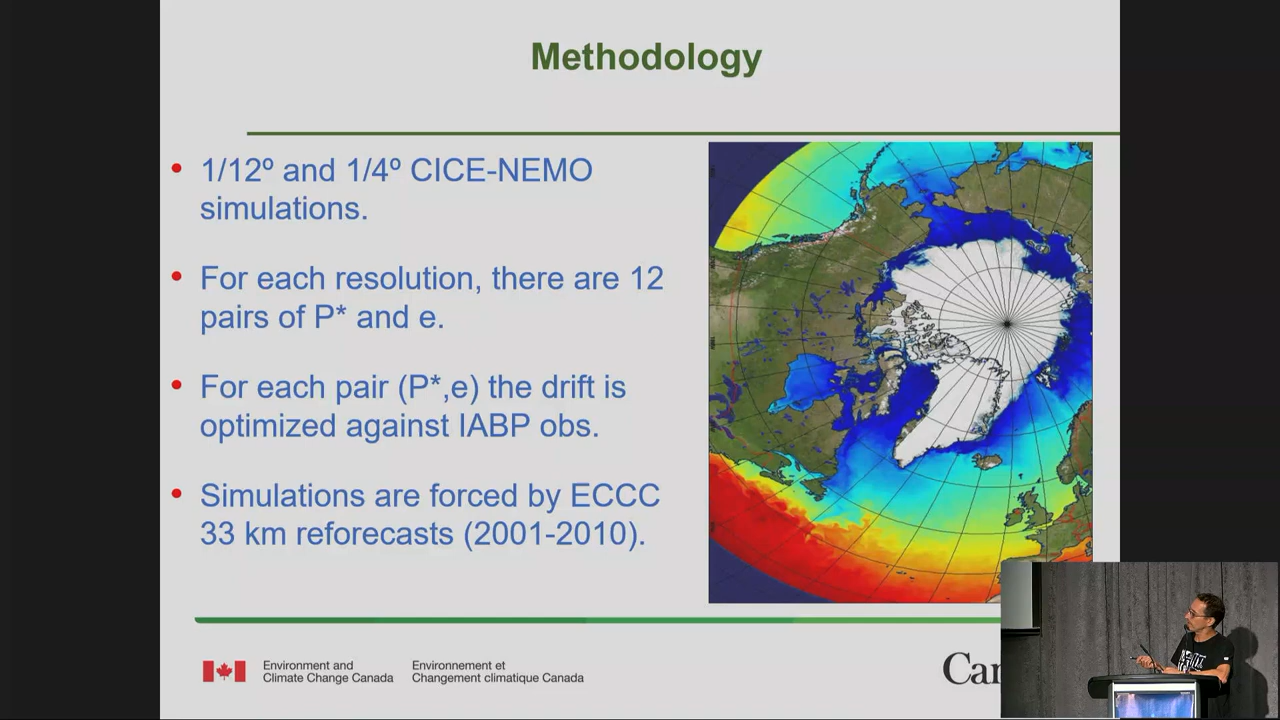 Methodology
• 1/12º and 1/4º CICE-NEMO
simulations.
• For each resolution, there are 12
pairs of P* and e.
• For each pair (P*,e) the drift is
optimized against IABP obs.
• Simulations are forced by ECCC
33 km reforecasts (2001-2010).
Environment and
Climate Change Canada
Environnement et
Changement climatique Canada